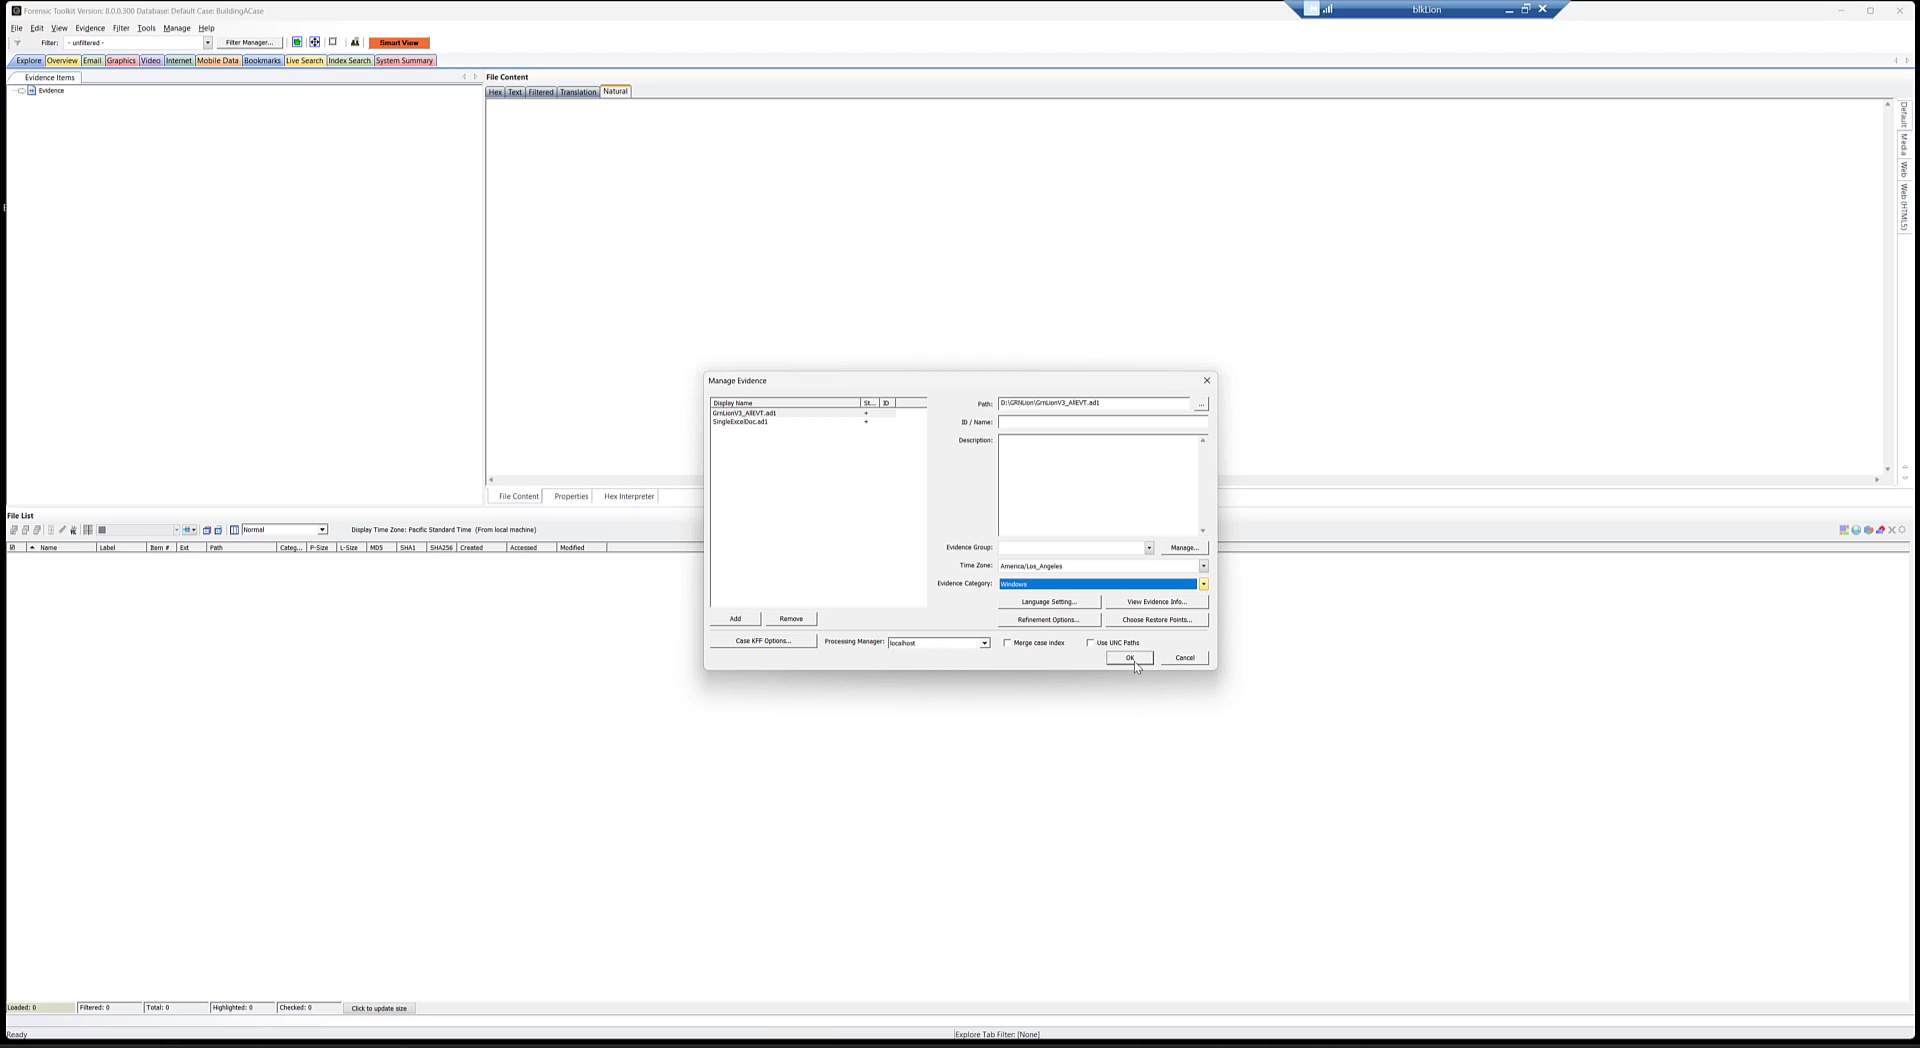 Forensic Toolkit Version: 8.0.0.300 Database: Default Case: BuildingACase
blkLion
File Edit View Evidence Filter Tools Manage Help
Filter: - unfiltered - Filter Manager... Smart View
Explore Overview Email Graphics Video Internet Mobile Data Bookmarks Live Search Index Search System Summary
Evidence Items
Evidence
File Content
Hex Text Filtered Translation Natural
Default Media Web Web (HTML5)
File Content Properties Hex Interpreter
Manage Evidence
Display Name St... ID
GrnLionV3_AllEVT.ad1 +
SingleExcelDoc.ad1 +
Add Remove
Path: D:\GRNLion\GrnLionV3_AllEVT.ad1 ...
ID / Name:
Description:
Evidence Group: Manage...
Time Zone: America/Los_Angeles
Evidence Category: Windows
Language Setting... View Evidence Info...
Refinement Options... Choose Restore Points...
Case KFF Options... Processing Manager: localhost Merge case index Use UNC Paths
OK Cancel
File List
Normal Display Time Zone: Pacific Standard Time (From local machine)
Name Label Item # Ext Path Categ... P-Size L-Size MD5 SHA1 SHA256 Created Accessed Modified
Loaded: 0 Filtered: 0 Total: 0 Highlighted: 0 Checked: 0 Click to update size
Ready Explore Tab Filter: [None]